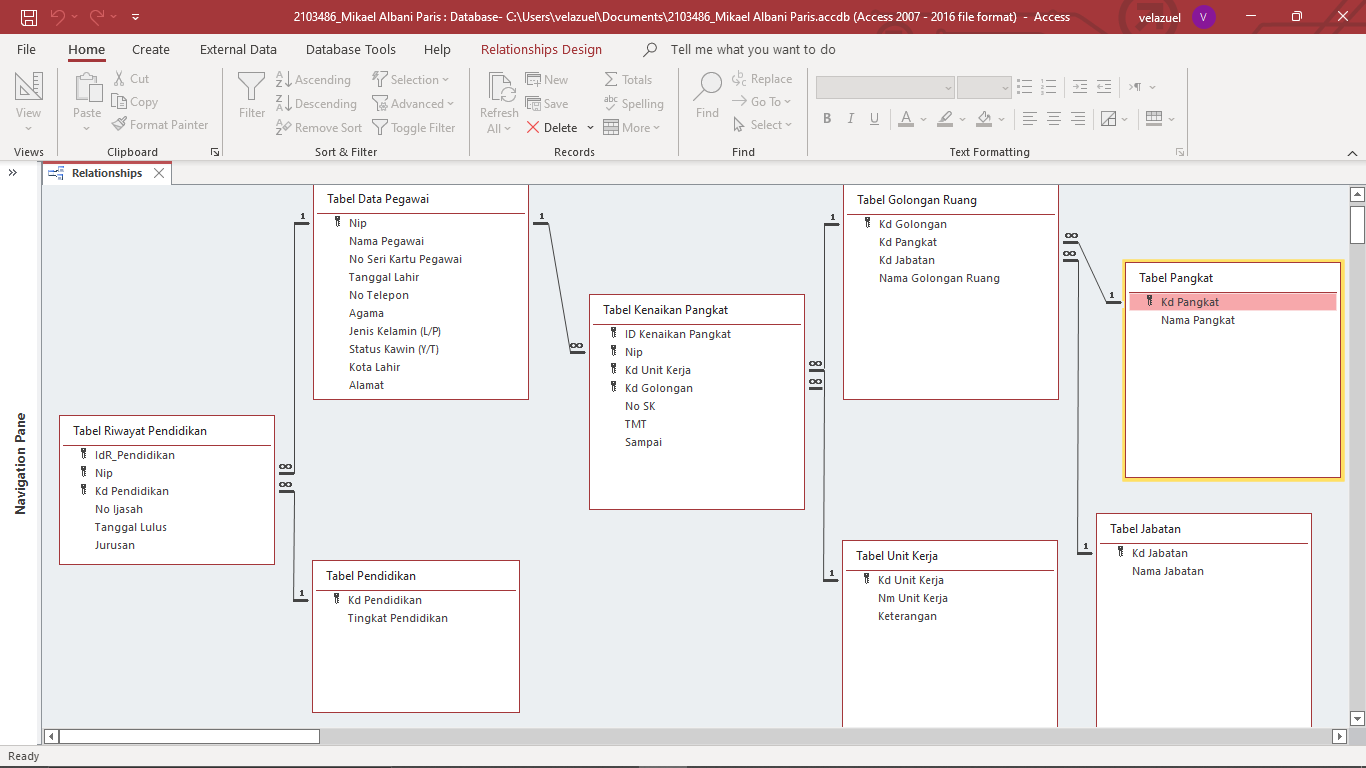 2103486_Mikael Albani Paris : Database- C:\Users\velazuel\Documents\2103486_Mikael Albani Paris.accdb (Access 2007 - 2016 file format) - Access
velazuel
V
File Home Create External Data Database Tools Help Relationships Design Tell me what you want to do
View
Views
Paste
Cut
Copy
Format Painter
Clipboard
Filter
Ascending
Descending
Remove Sort
Selection
Advanced
Toggle Filter
Sort & Filter
Refresh
All
New
Save
Delete
Totals
Spelling
More
Records
Find
Replace
Go To
Select
Find
B I U A
Text Formatting
Relationships
Navigation Pane
Tabel Data Pegawai
Nip
Nama Pegawai
No Seri Kartu Pegawai
Tanggal Lahir
No Telepon
Agama
Jenis Kelamin (L/P)
Status Kawin (Y/T)
Kota Lahir
Alamat
Tabel Riwayat Pendidikan
IdR_Pendidikan
Nip
Kd Pendidikan
No Ijasah
Tanggal Lulus
Jurusan
Tabel Pendidikan
Kd Pendidikan
Tingkat Pendidikan
Tabel Kenaikan Pangkat
ID Kenaikan Pangkat
Nip
Kd Unit Kerja
Kd Golongan
No SK
TMT
Sampai
Tabel Golongan Ruang
Kd Golongan
Kd Pangkat
Kd Jabatan
Nama Golongan Ruang
Tabel Unit Kerja
Kd Unit Kerja
Nm Unit Kerja
Keterangan
Tabel Pangkat
Kd Pangkat
Nama Pangkat
Tabel Jabatan
Kd Jabatan
Nama Jabatan
1
∞
1
∞
1
∞
1
∞
1
∞
1
∞
1
∞
Ready